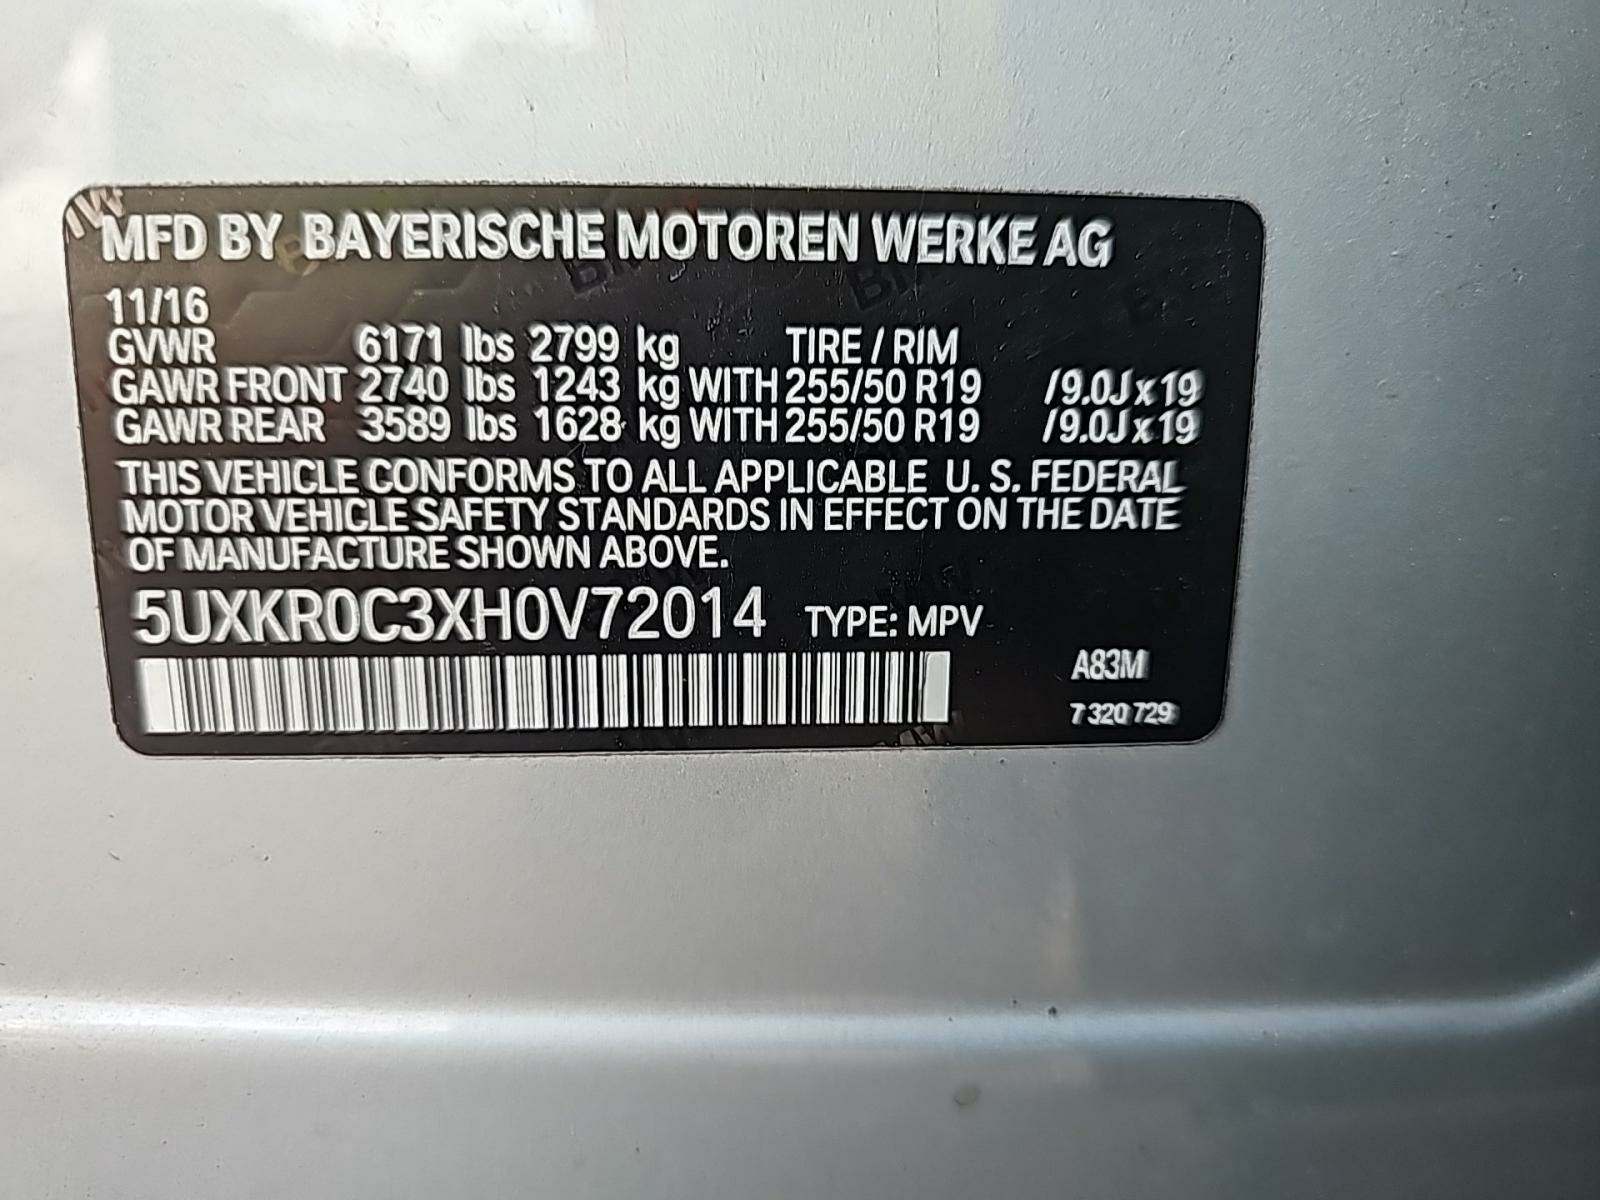 MFD BY BAYERISCHE MOTOREN WERKE AG
11/16
GVWR 6171 lbs 2799 kg TIRE / RIM
GAWR FRONT 2740 lbs 1243 kg WITH 255/50 R19 /9.0J x 19
GAWR REAR 3589 lbs 1628 kg WITH 255/50 R19 /9.0J x 19
THIS VEHICLE CONFORMS TO ALL APPLICABLE U. S. FEDERAL
MOTOR VEHICLE SAFETY STANDARDS IN EFFECT ON THE DATE
OF MANUFACTURE SHOWN ABOVE.
5UXKR0C3XH0V72014 TYPE: MPV
A83M
7 320 729